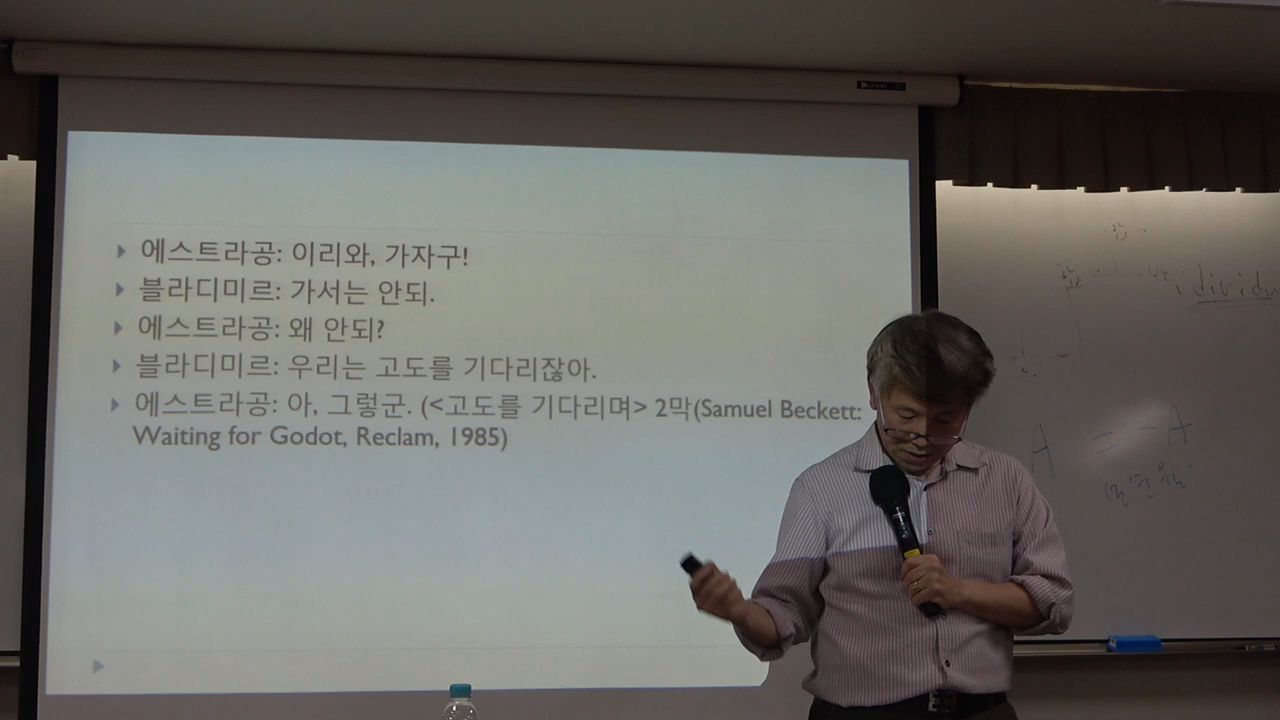 에스트라공: 이리와, 가자구!
블라디미르: 가서는 안되.
에스트라공: 왜 안되?
블라디미르: 우리는 고도를 기다리잖아.
에스트라공: 아, 그렇군. (<고도를 기다리며> 2막(Samuel Beckett:
Waiting for Godot, Reclam, 1985)
A = -A